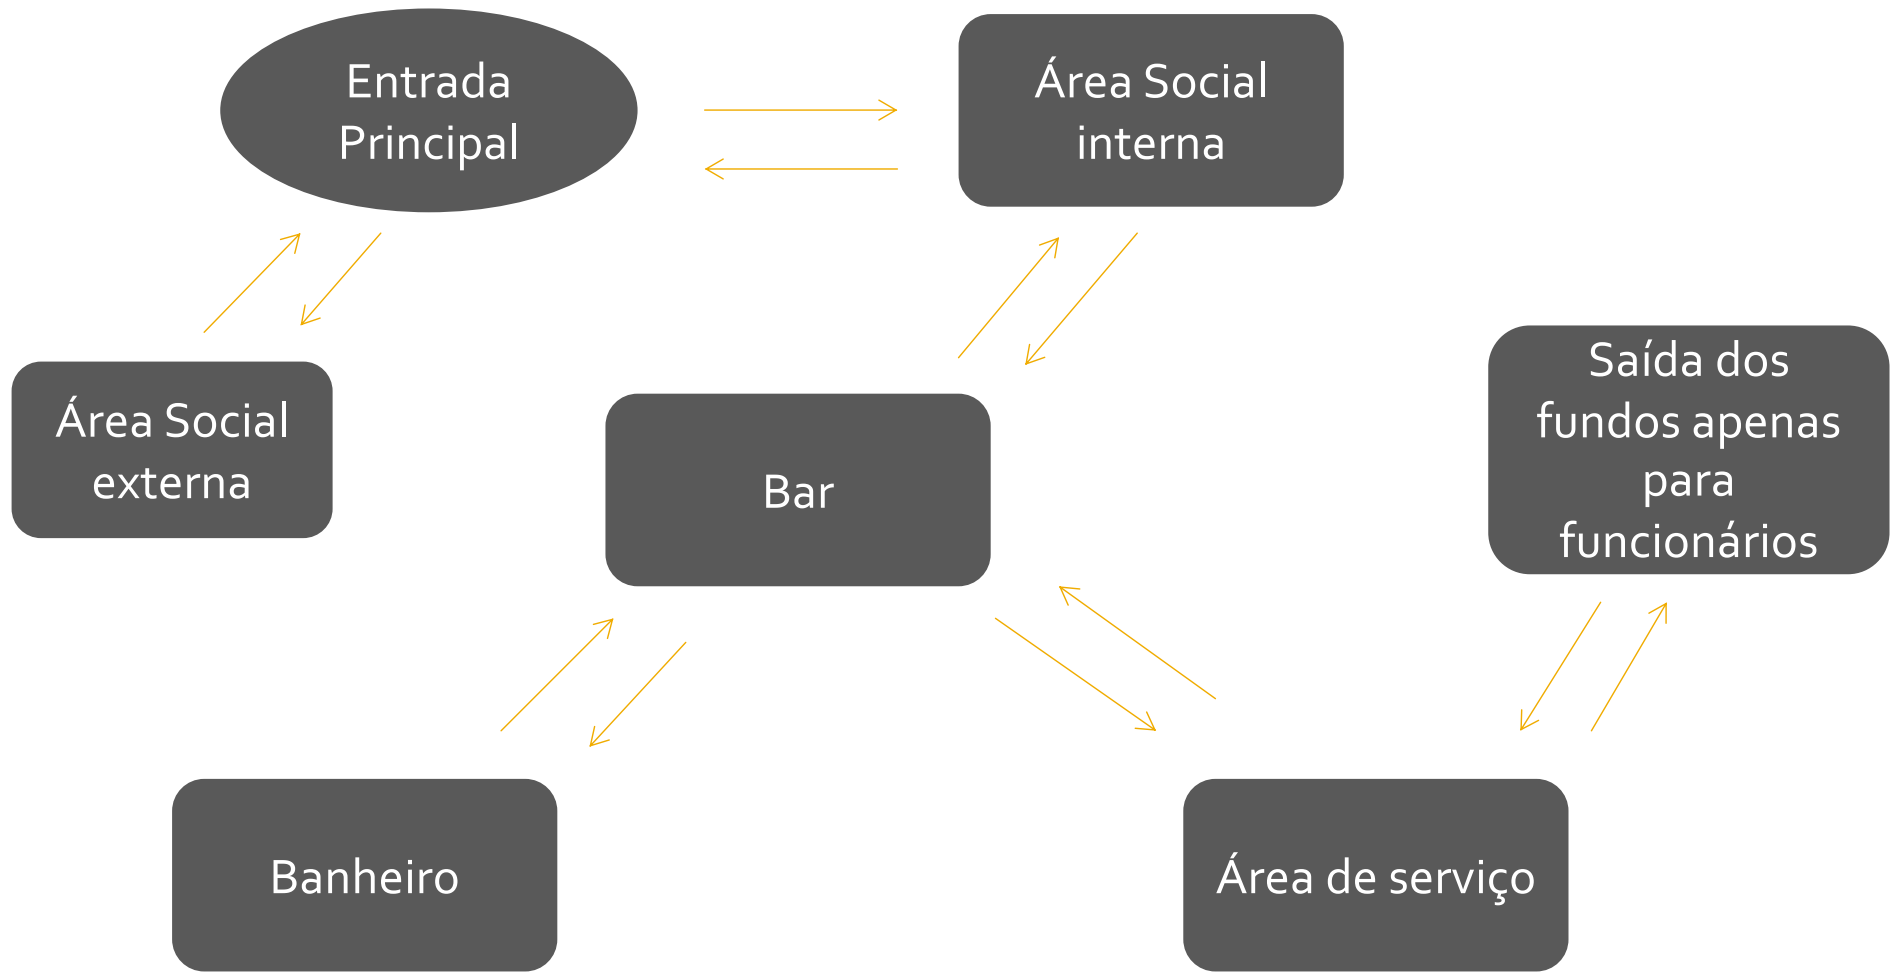 Entrada
Principal
Área Social
interna
Saída dos
fundos apenas
para
funcionários
Área Social
externa
Bar
Banheiro
Área de serviço